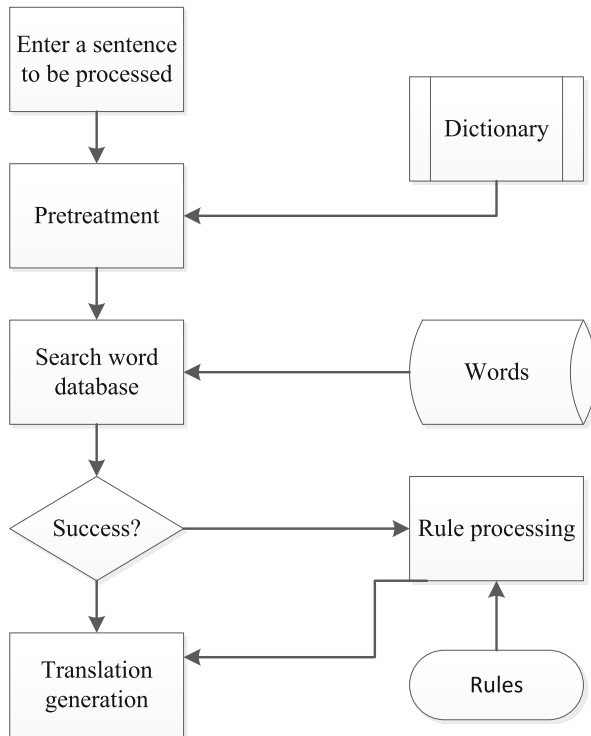 Enter a sentence
to be processed
Dictionary
Pretreatment
Search word
database
Words
Success?
Rule processing
Translation
generation
Rules